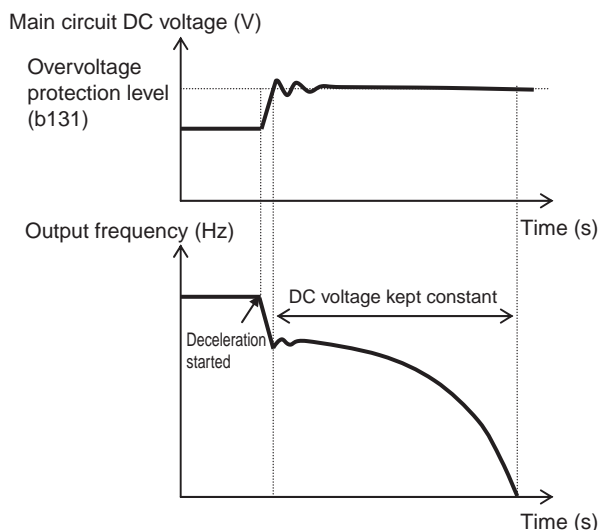 Main circuit DC voltage (V)
Overvoltage
protection level
(b131)
Time (s)
Output frequency (Hz)
DC voltage kept constant
Deceleration
started
Time (s)